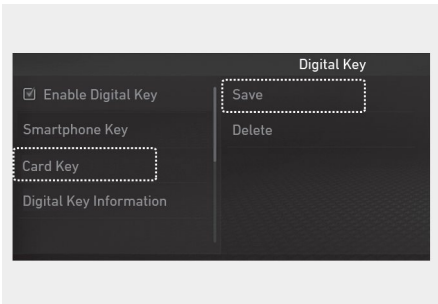 Digital Key
Enable Digital Key
Smartphone Key
Card Key
Digital Key Information
Save
Delete